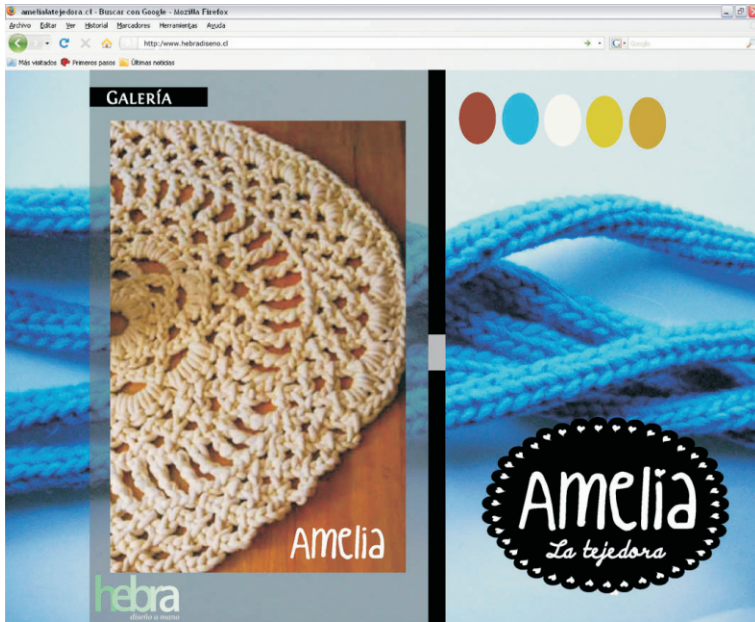 amelialatejedora.cl - Buscar con Google - Mozilla Firefox
Archivo Editar Ver Historial Marcadores Herramientas Ayuda
http://www.hebradiseno.cl
Google
Más visitados Primeros pasos Últimas noticias
GALERÍA
Amelia
hebra
diseño a mano
Amelia
La tejedora